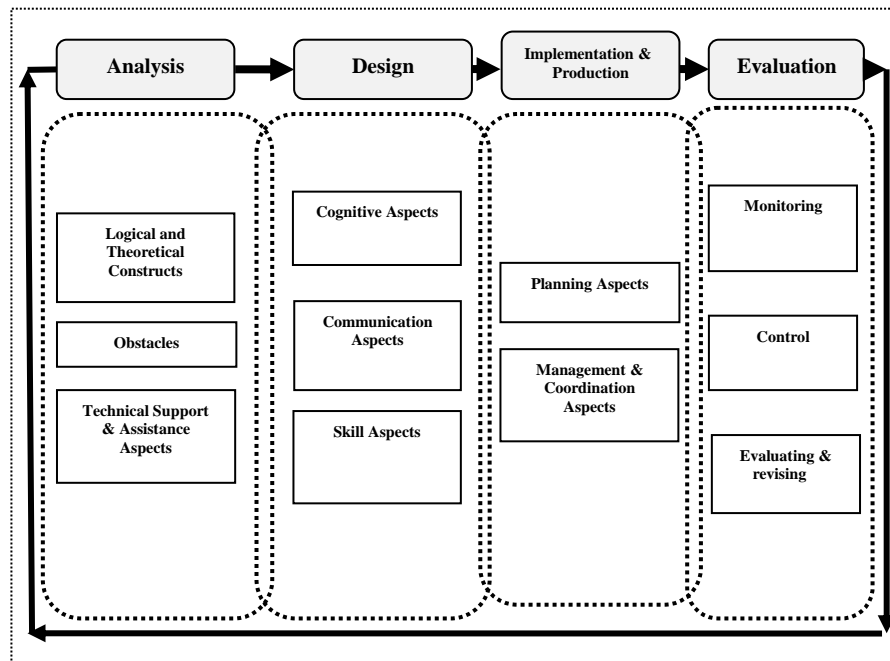 Analysis
Design
Implementation &
Production
Evaluation
Logical and
Theoretical
Constructs
Obstacles
Technical Support
& Assistance
Aspects
Cognitive Aspects
Communication
Aspects
Skill Aspects
Planning Aspects
Management &
Coordination
Aspects
Monitoring
Control
Evaluating &
revising